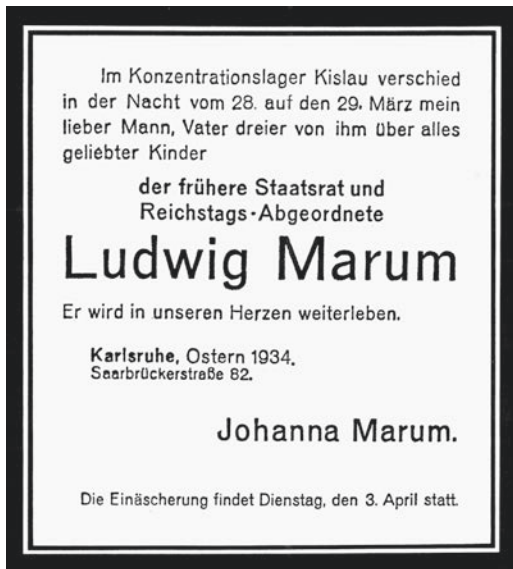 Im Konzentrationslager Kislau verschied
in der Nacht vom 28. auf den 29. März mein
lieber Mann, Vater dreier von ihm über alles
geliebter Kinder
der frühere Staatsrat und
Reichstags-Abgeordnete
Ludwig Marum
Er wird in unseren Herzen weiterleben.
Karlsruhe, Ostern 1934.
Saarbrückerstraße 82.
Johanna Marum.
Die Einäscherung findet Dienstag, den 3. April statt.